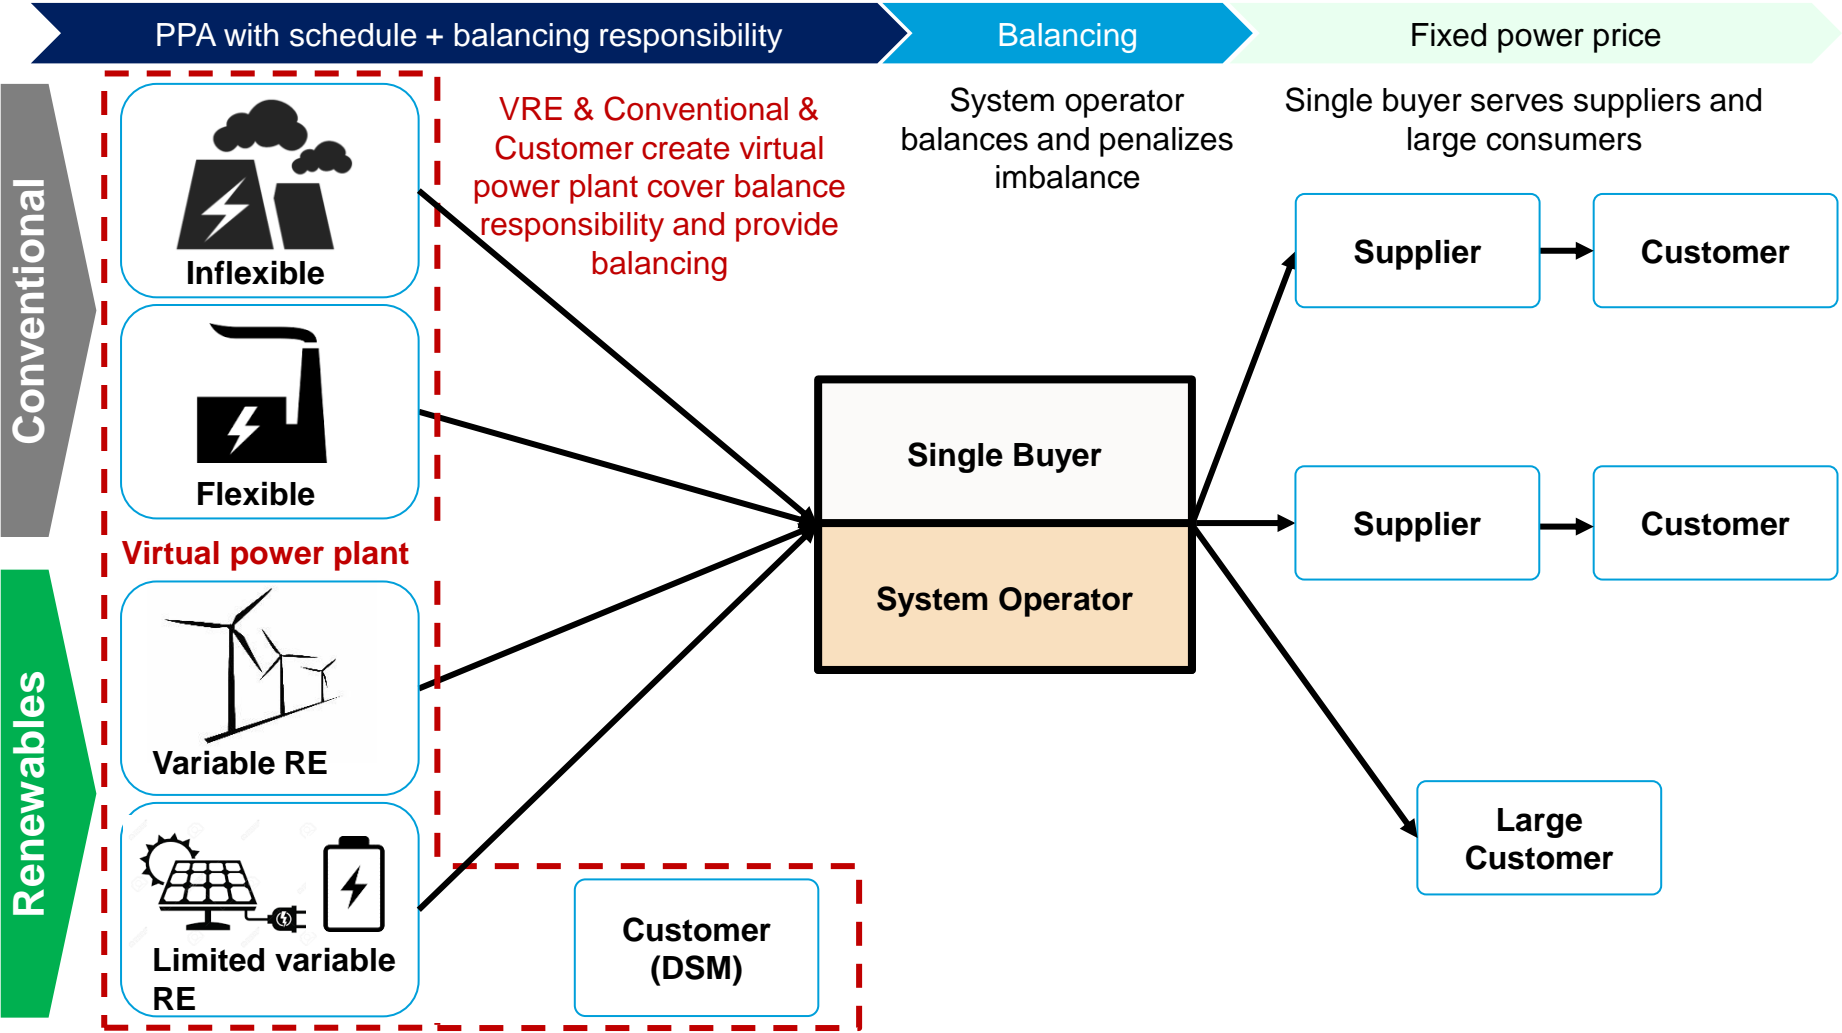 PPA with schedule + balancing responsibility
Balancing
Fixed power price
Conventional
Renewables
Inflexible
Flexible
Virtual power plant
Variable RE
Limited variable
RE
VRE & Conventional &
Customer create virtual
power plant cover balance
responsibility and provide
balancing
Customer
(DSM)
System operator
balances and penalizes
imbalance
Single Buyer
System Operator
Single buyer serves suppliers and
large consumers
Supplier
Customer
Supplier
Customer
Large
Customer